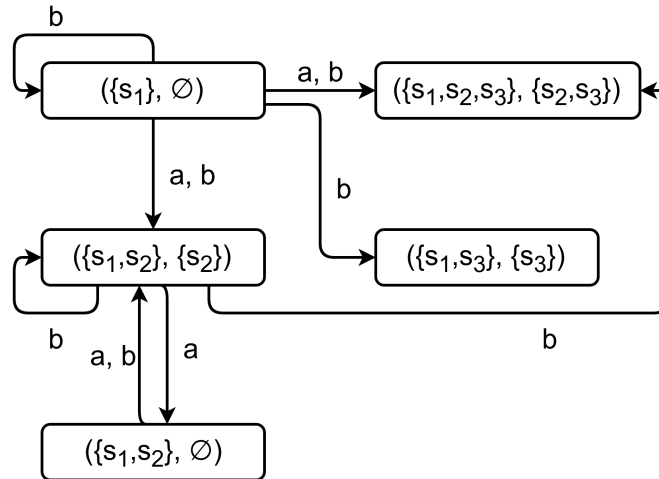 b
({s₁}, ∅)
a, b
({s₁,s₂,s₃}, {s₂,s₃})
a, b
b
({s₁,s₂}, {s₂})
({s₁,s₃}, {s₃})
b
a, b
a
b
({s₁,s₂}, ∅)